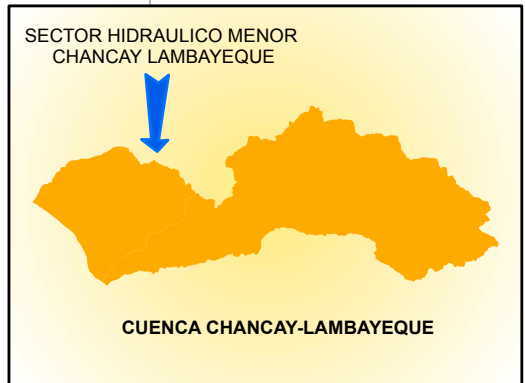 SECTOR HIDRAULICO MENOR
CHANCAY LAMBAYEQUE
CUENCA CHANCAY-LAMBAYEQUE